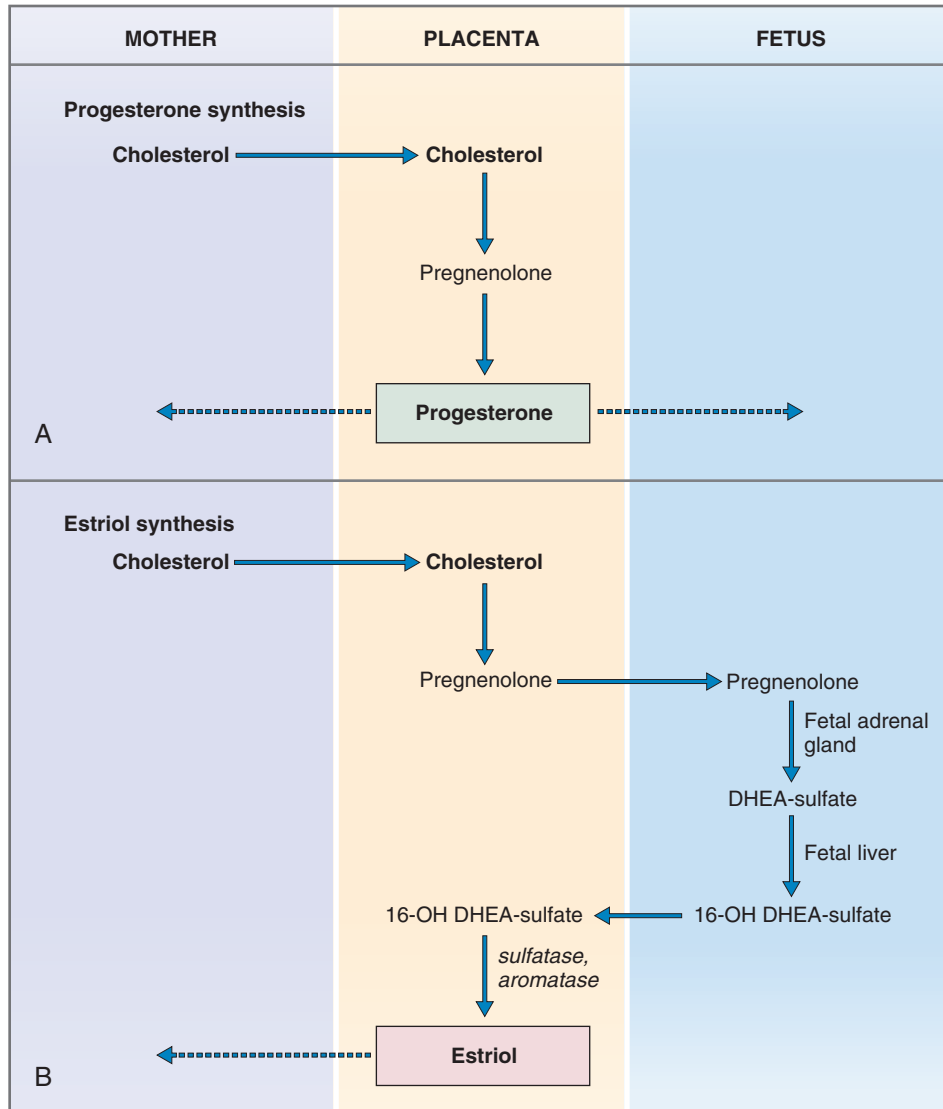 MOTHER PLACENTA FETUS
Progesterone synthesis
Cholesterol Cholesterol
Pregnenolone
Progesterone
A
Estriol synthesis
Cholesterol Cholesterol
Pregnenolone Pregnenolone
Fetal adrenal
gland
DHEA-sulfate
Fetal liver
16-OH DHEA-sulfate 16-OH DHEA-sulfate
sulfatase,
aromatase
Estriol
B